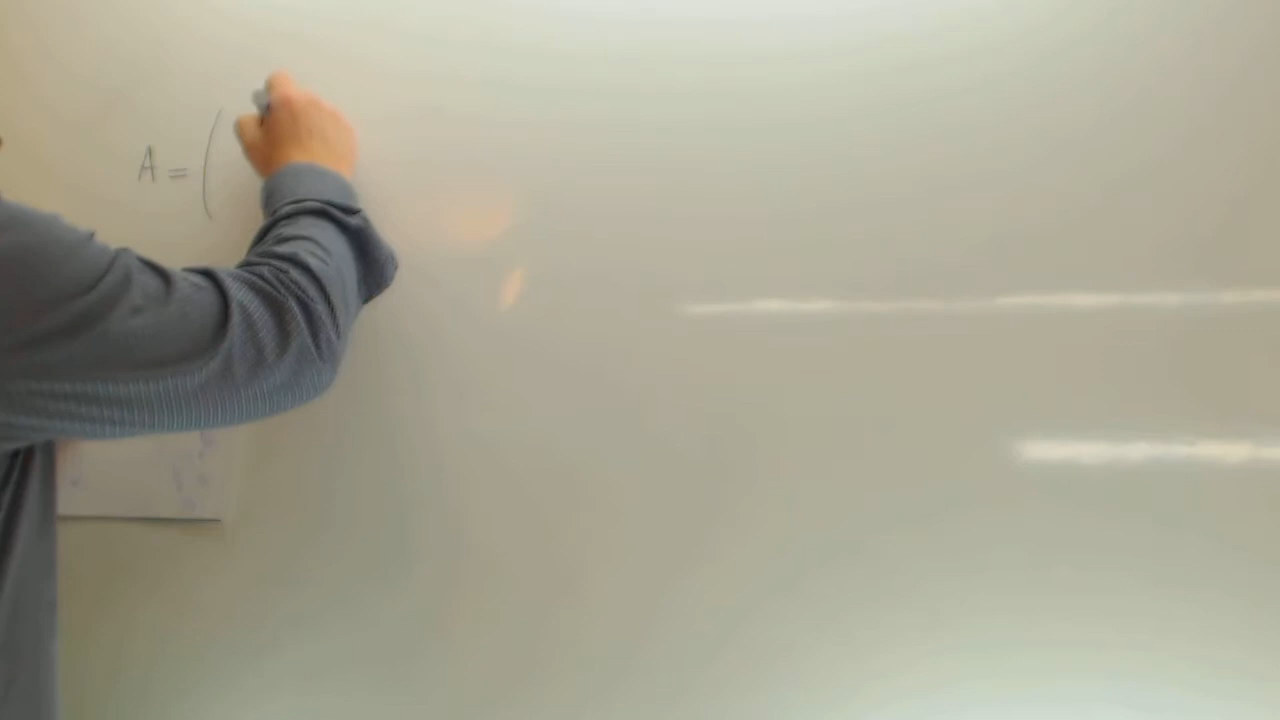 A = (